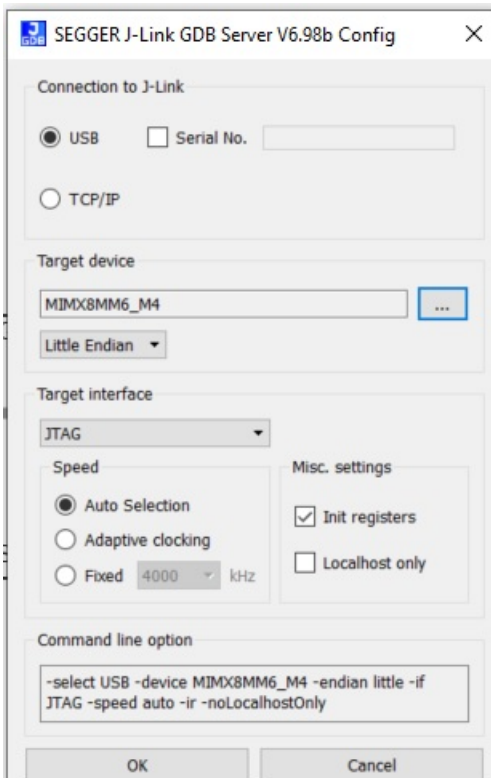 J GDB SEGGER J-Link GDB Server V6.98b Config
Connection to J-Link
USB Serial No.
TCP/IP
Target device
MIMX8MM6_M4 ...
Little Endian
Target interface
JTAG
Speed Misc. settings
Auto Selection Init registers
Adaptive clocking Localhost only
Fixed 4000 kHz
Command line option
-select USB -device MIMX8MM6_M4 -endian little -if
JTAG -speed auto -ir -noLocalhostOnly
OK Cancel